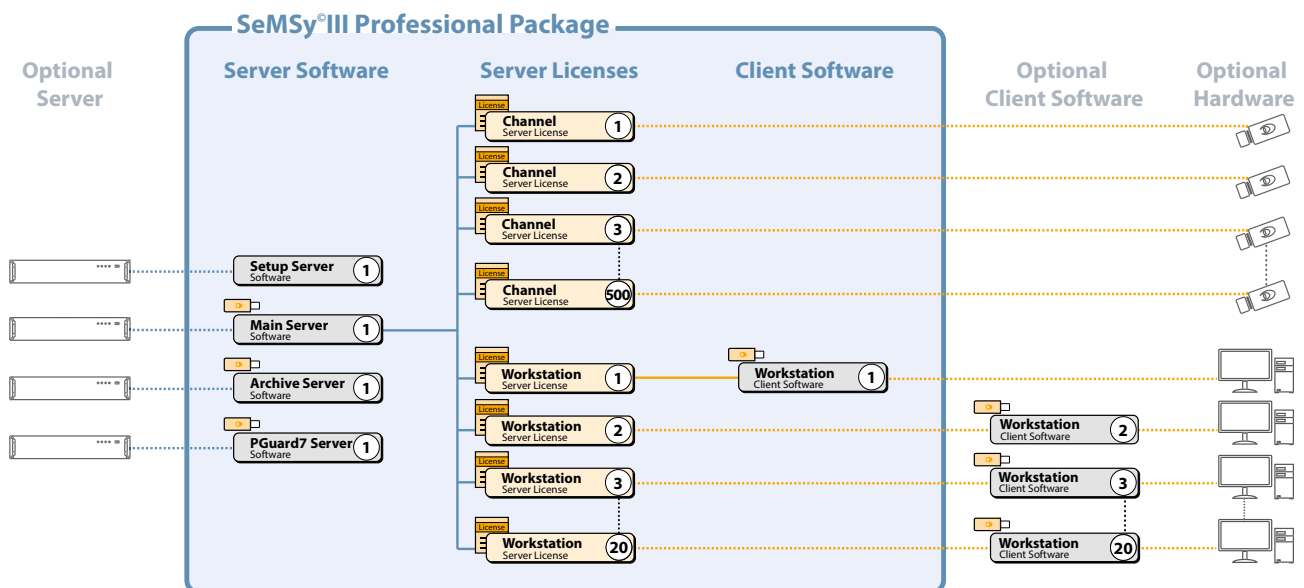 SeMSy©III Professional Package
Optional
Server
Server Software
Server Licenses
Client Software
Optional
Client Software
Optional
Hardware
License
Channel
Server License
1
License
Channel
Server License
2
License
Channel
Server License
3
License
Channel
Server License
500
Setup Server
Software
1
Main Server
Software
1
Archive Server
Software
1
PGuard7 Server
Software
1
License
Workstation
Server License
1
Workstation
Client Software
1
License
Workstation
Server License
2
Workstation
Client Software
2
License
Workstation
Server License
3
Workstation
Client Software
3
License
Workstation
Server License
20
Workstation
Client Software
20